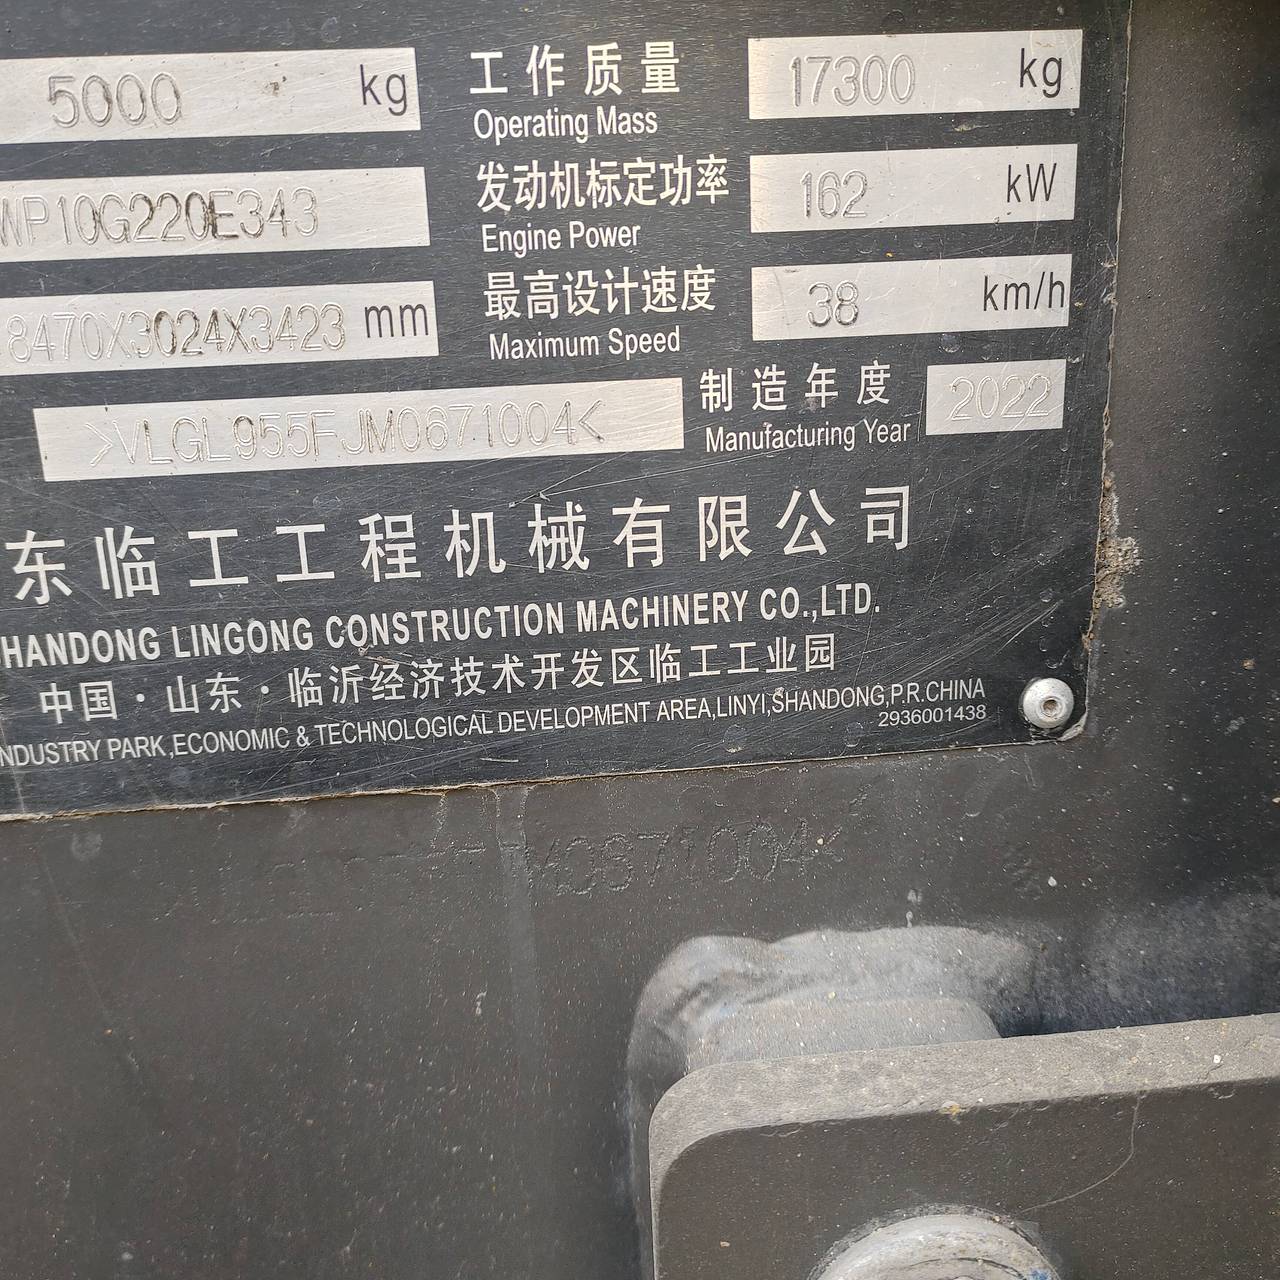 5000 kg
工作质量
Operating Mass
17300 kg
WP10G220E343
发动机标定功率
Engine Power
162 kW
8470X3024X3423 mm
最高设计速度
Maximum Speed
38 km/h
>VLGL955FJM0671004<
制造年度
Manufacturing Year
2022
东临工工程机械有限公司
HANDONG LINGONG CONSTRUCTION MACHINERY CO.,LTD.
中国·山东·临沂经济技术开发区临工工业园
NDUSTRY PARK,ECONOMIC & TECHNOLOGICAL DEVELOPMENT AREA,LINYI,SHANDONG,P.R.CHINA
2936001438
M0671004<